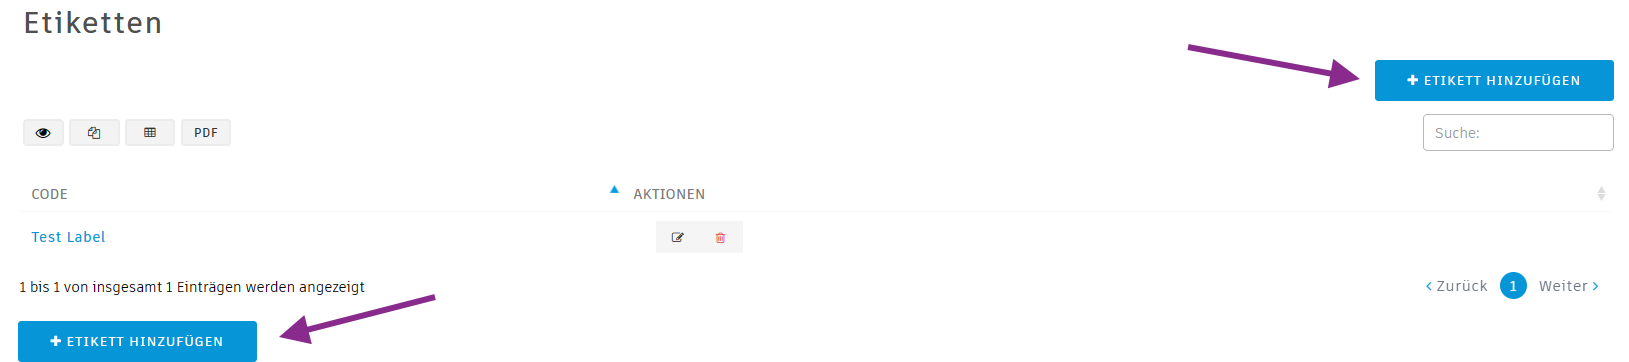 Etiketten
ETIKETT HINZUFÜGEN
PDF
Suche:
CODE AKTIONEN
Test Label
1 bis 1 von insgesamt 1 Einträgen werden angezeigt
Zurück 1 Weiter
ETIKETT HINZUFÜGEN